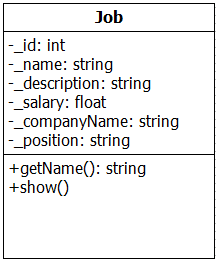 Job
-_id: int
-_name: string
-_description: string
-_salary: float
-_companyName: string
-_position: string
+getName(): string
+show()